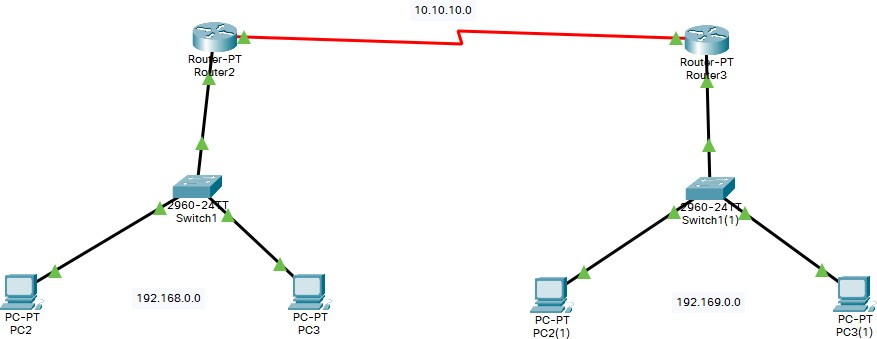 10.10.10.0
Router-PT
Router2
Router-PT
Router3
2960-24TT
Switch1
2960-24TT
Switch1(1)
192.168.0.0
192.169.0.0
PC-PT
PC2
PC-PT
PC3
PC-PT
PC2(1)
PC-PT
PC3(1)